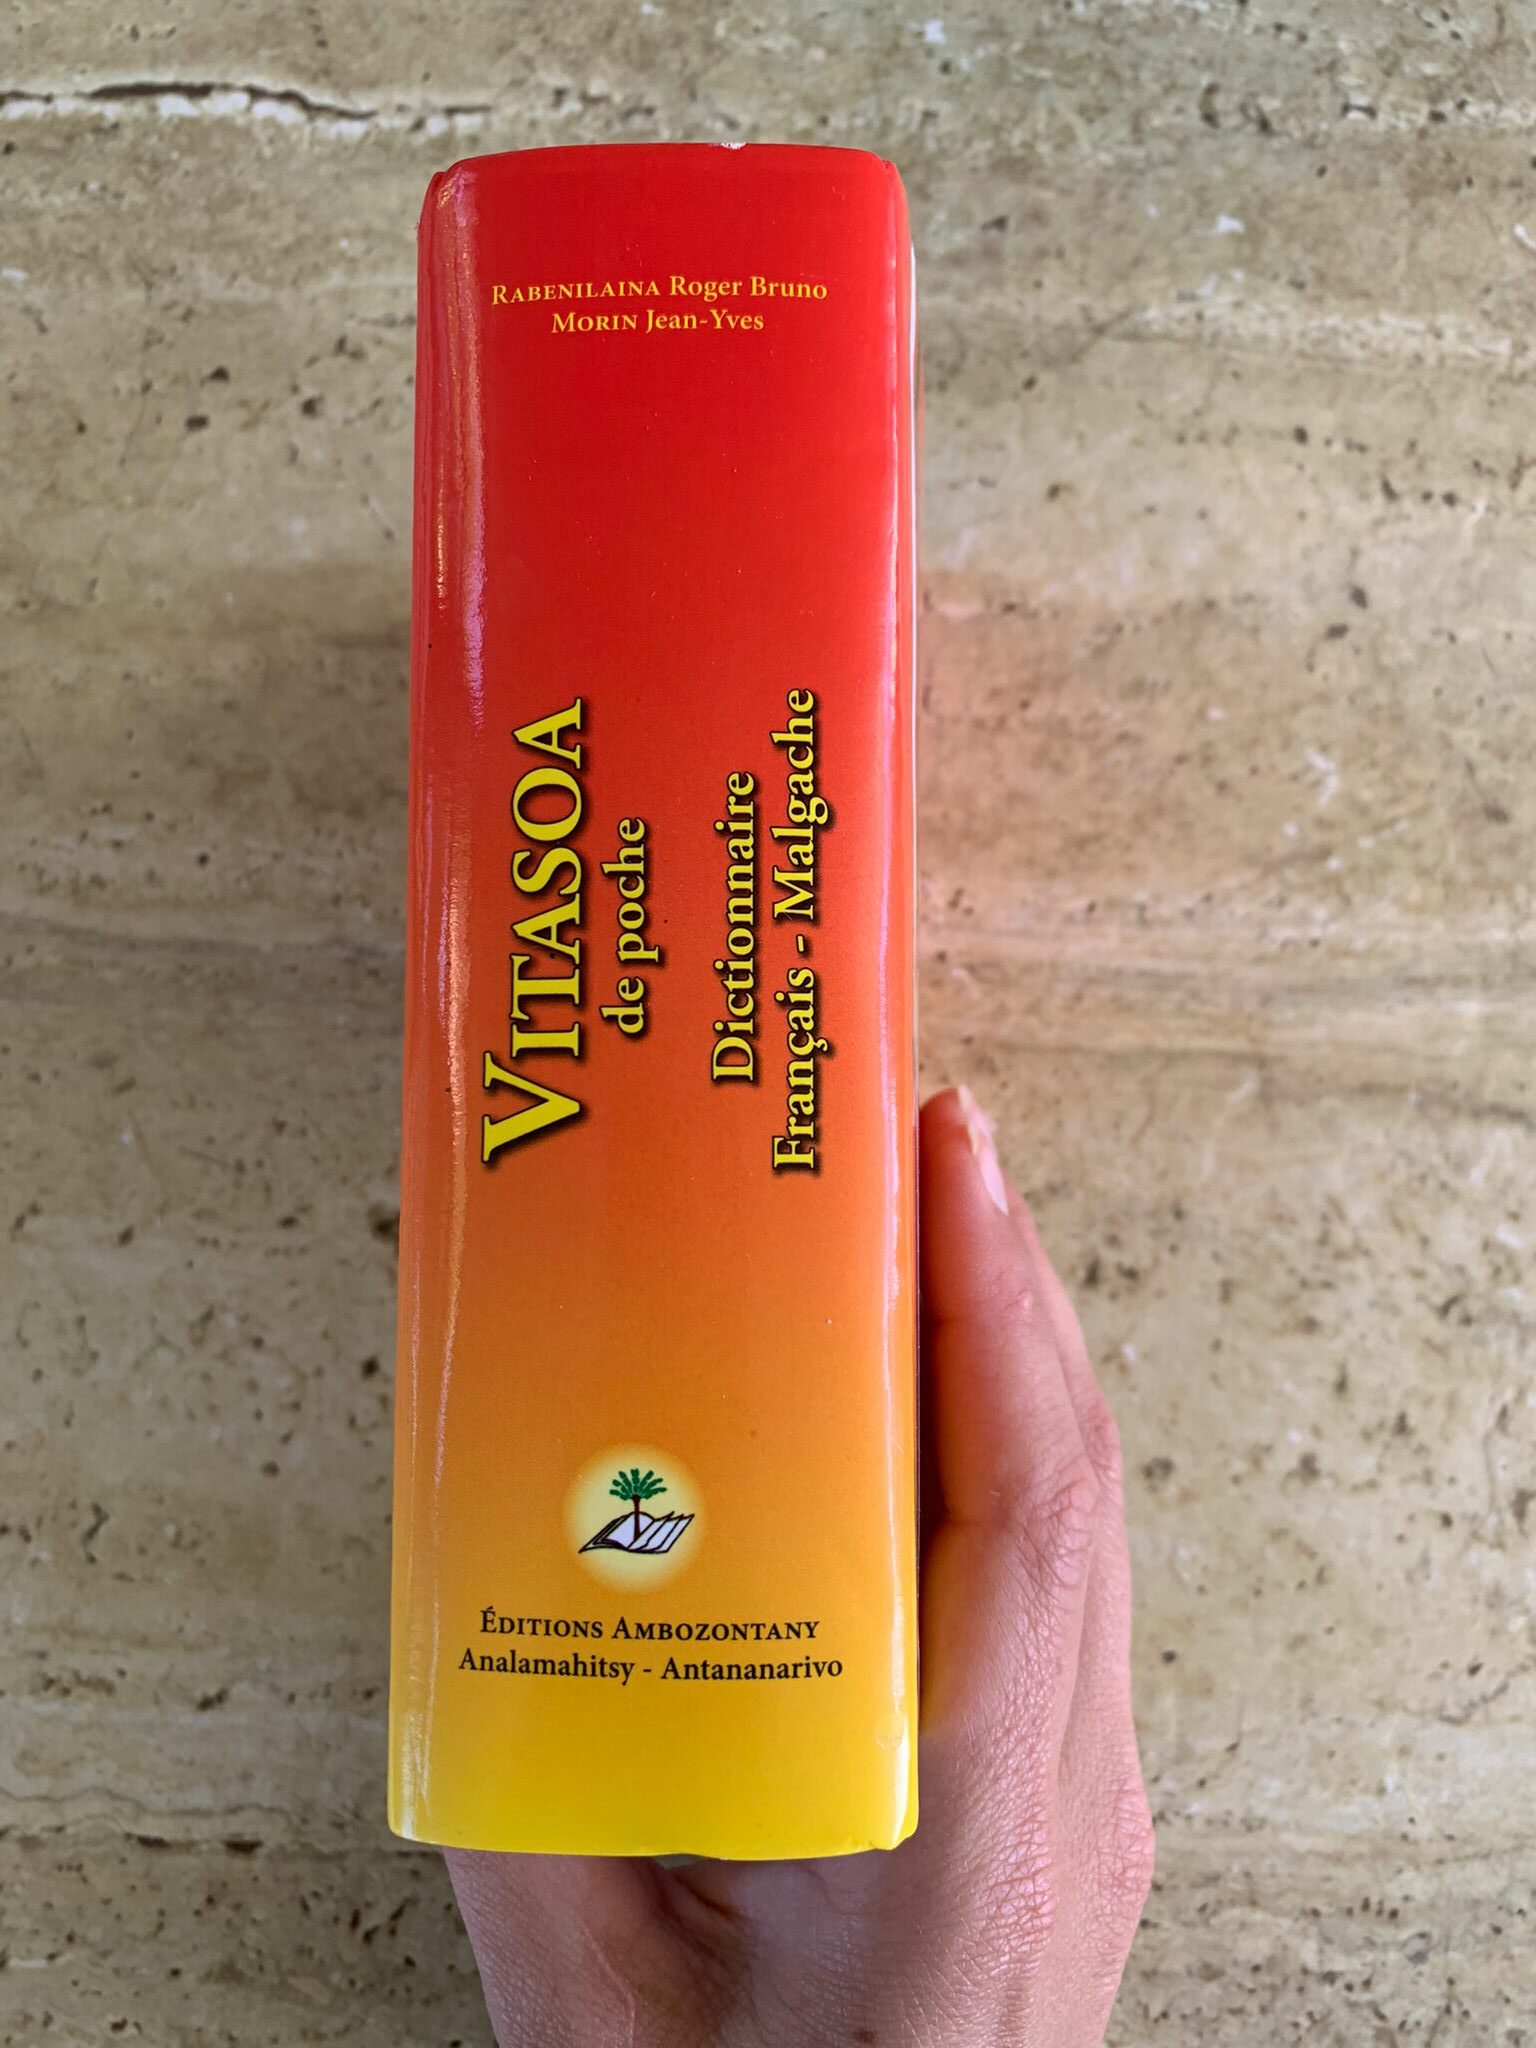 RABENILAINA Roger Bruno
MORIN Jean-Yves
VITASOA
de poche
Dictionnaire
Français - Malgache
ÉDITIONS AMBOZONTANY
Analamahitsy - Antananarivo